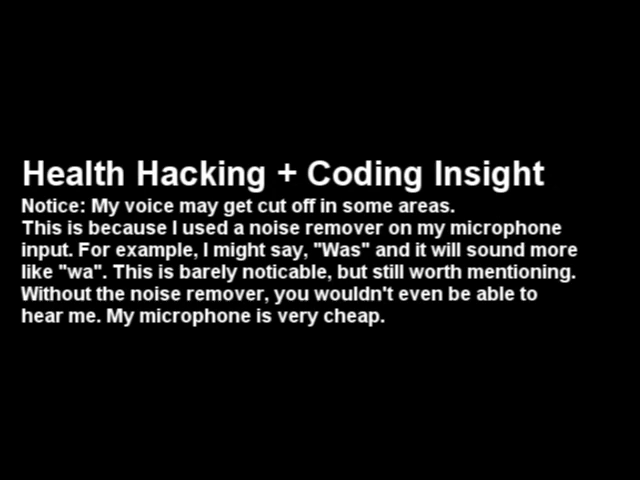 Health Hacking + Coding Insight
Notice: My voice may get cut off in some areas.
This is because I used a noise remover on my microphone
input. For example, I might say, "Was" and it will sound more
like "wa". This is barely noticable, but still worth mentioning.
Without the noise remover, you wouldn't even be able to
hear me. My microphone is very cheap.